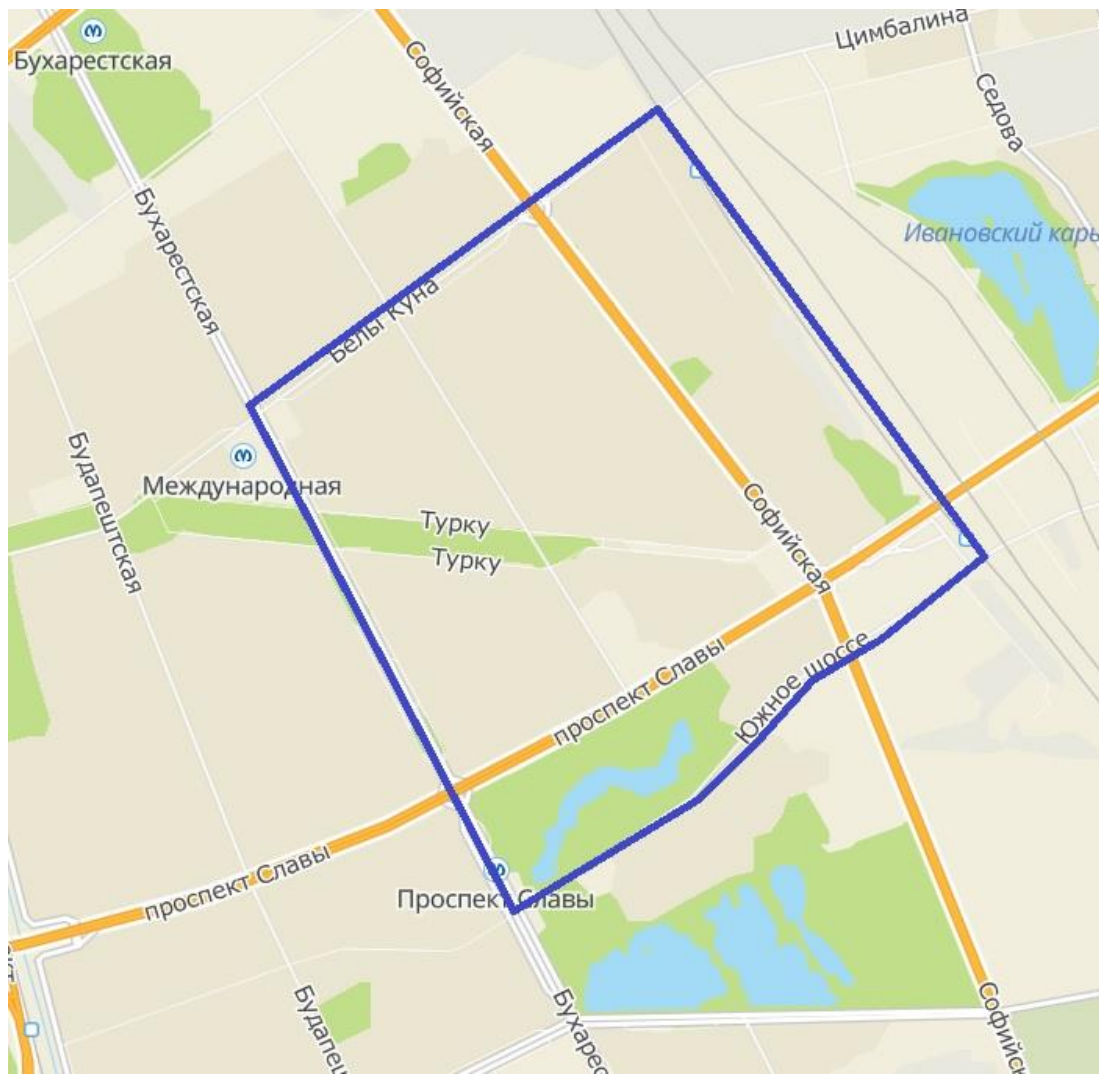 Цимбалина
Бухарестская
Софийская
Седова
Бухарестская
Ивановский карь
Белы Куна
Будапештская
Международная
Софийская
Турку
Турку
Южное шоссе
проспект Славы
проспект Славы
Проспект Славы
Будапеш
Бухарес
Софийск